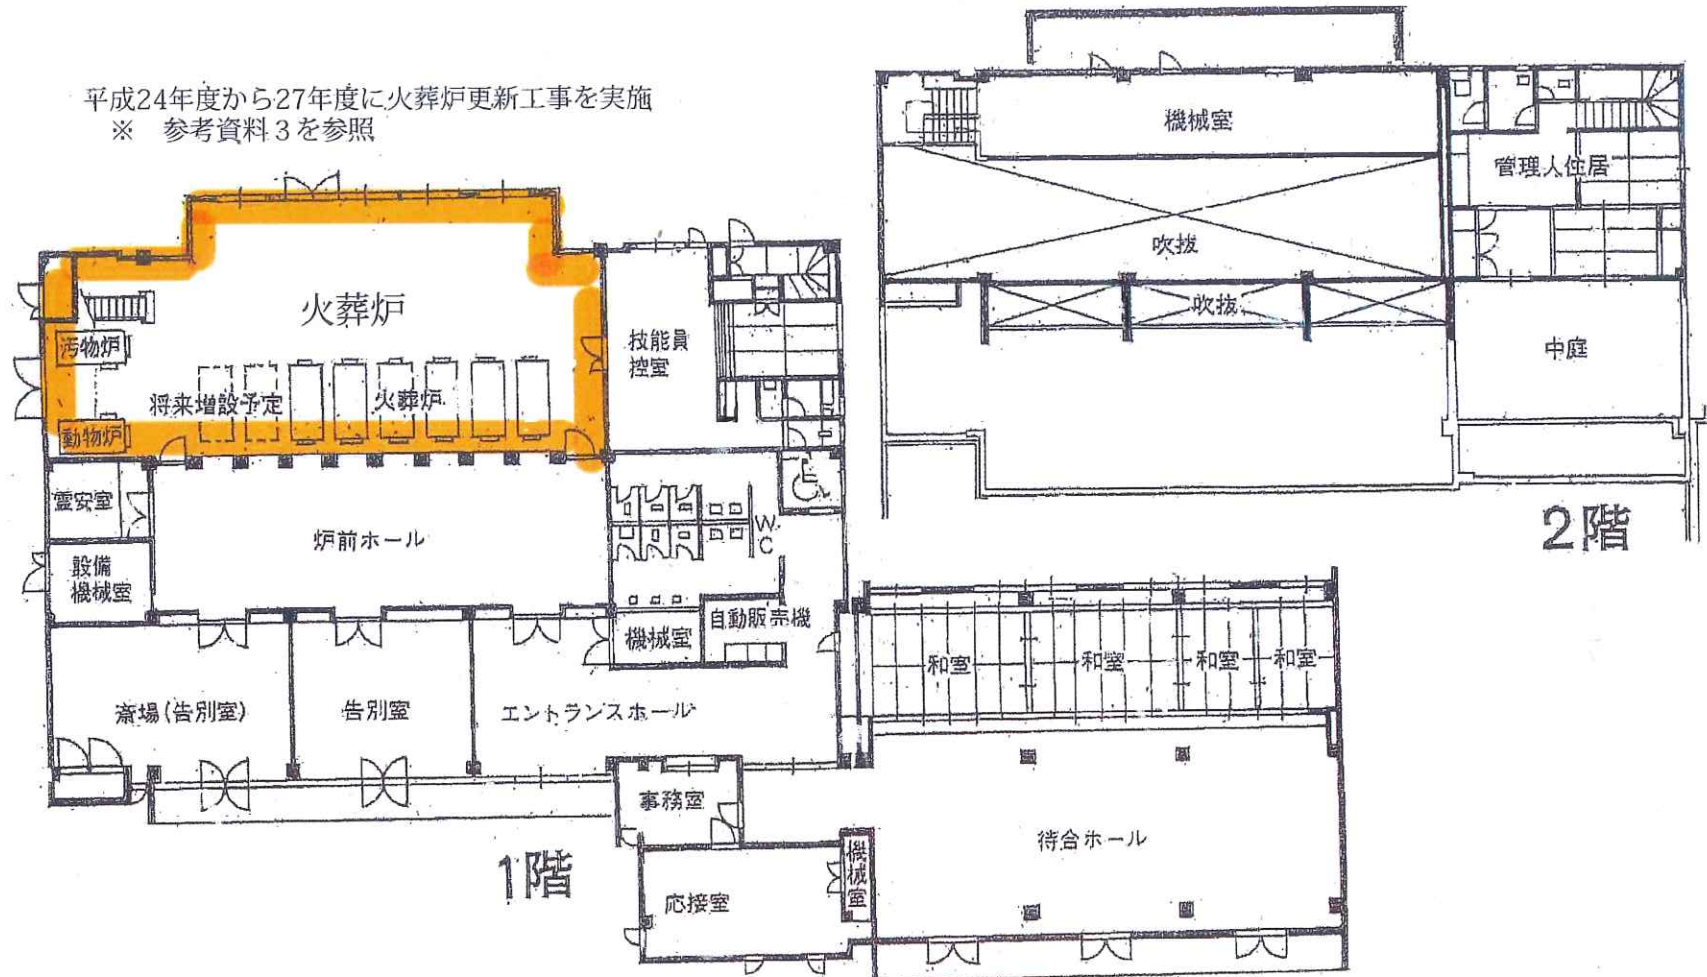 平成24年度から27年度に火葬炉更新工事を実施
※　参考資料３を参照
火葬炉
汚物炉
将来増設予定
火葬炉
動物炉
技能員
控室
霊安室
炉前ホール
設備
機械室
WC
機械室
自動販売機
斎場(告別室)
告別室
エントランスホール
事務室
応接室
機械室
和室
和室
和室
和室
待合ホール
1階
機械室
管理人住居
吹抜
吹抜
中庭
2階